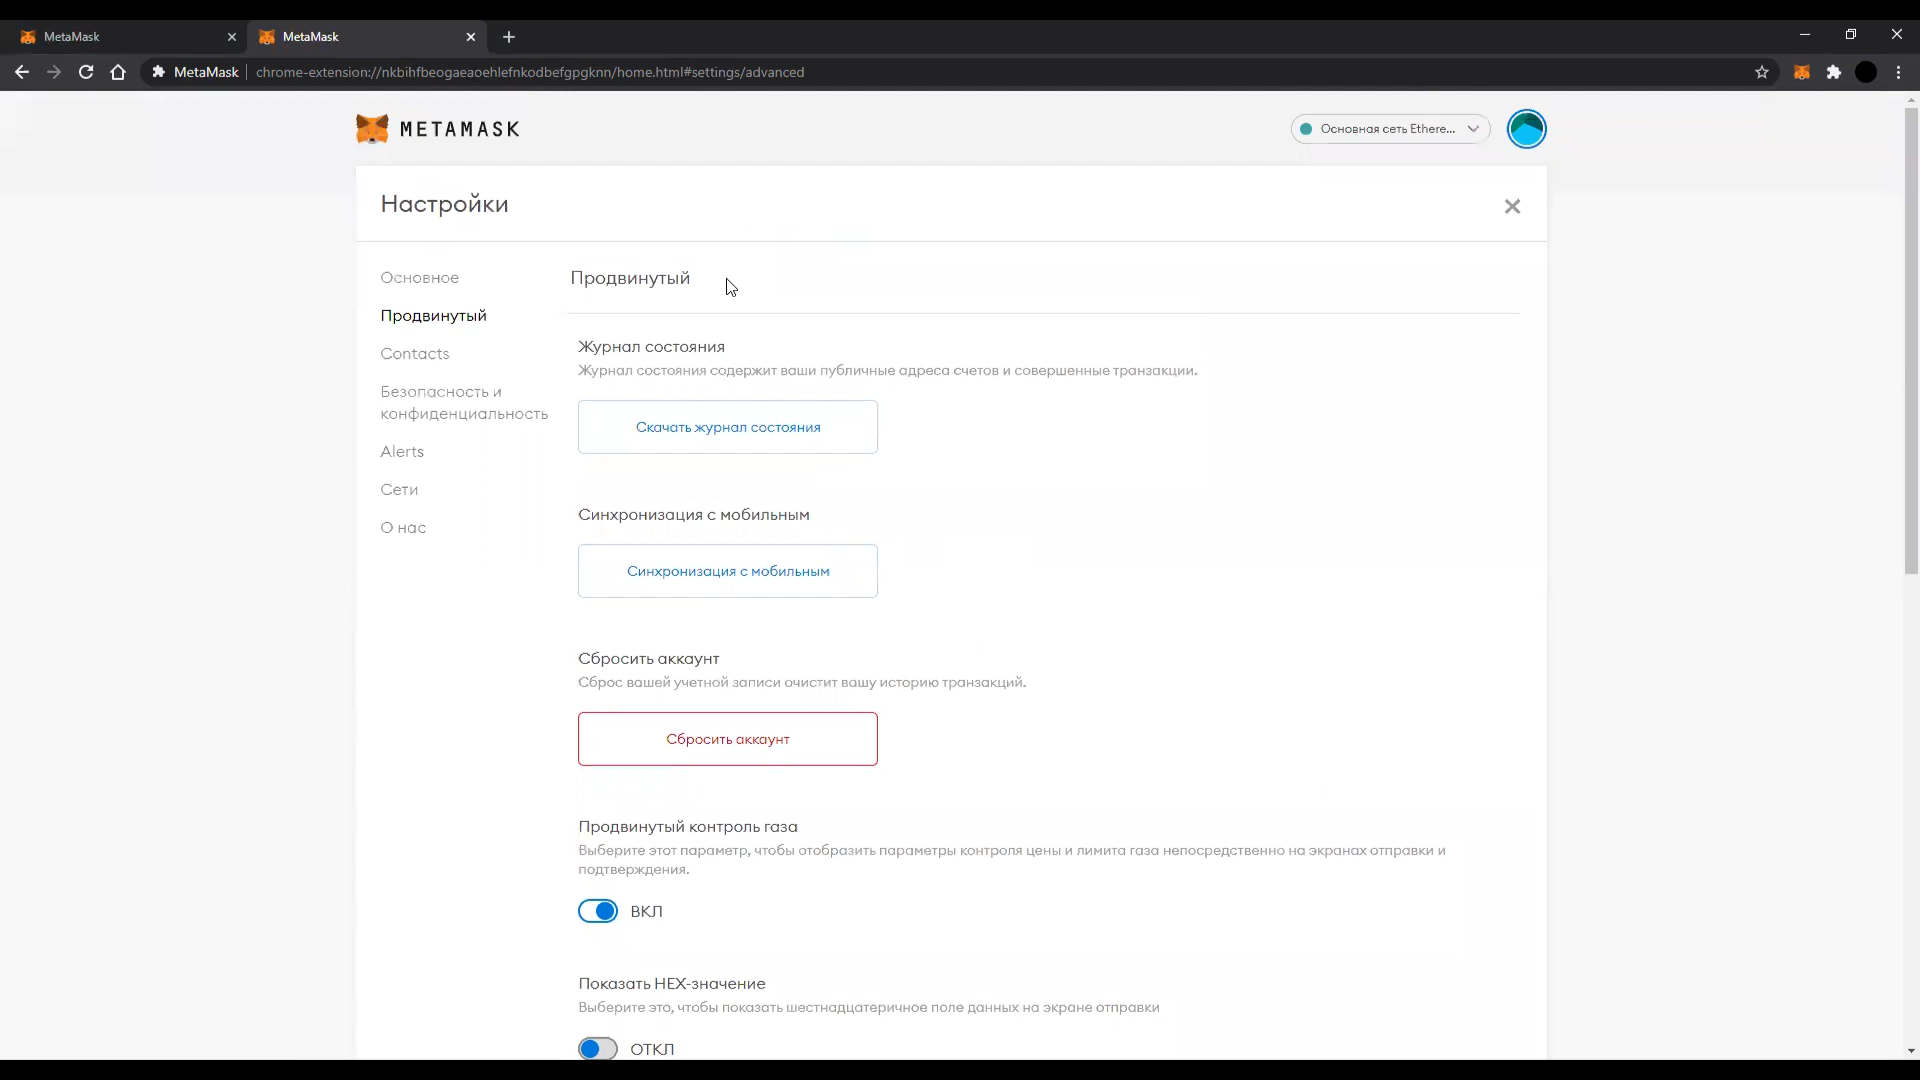 MetaMask
MetaMask
MetaMask
chrome-extension://nkbihfbeogaeaoehlefnkodbefgpgknn/home.html#settings/advanced
METAMASK
Основная сеть Ethere...
Настройки
Основное
Продвинутый
Contacts
Безопасность и
конфиденциальность
Alerts
Сети
О нас
Продвинутый
Журнал состояния
Журнал состояния содержит ваши публичные адреса счетов и совершенные транзакции.
Скачать журнал состояния
Синхронизация с мобильным
Синхронизация с мобильным
Сбросить аккаунт
Сброс вашей учетной записи очистит вашу историю транзакций.
Сбросить аккаунт
Продвинутый контроль газа
Выберите этот параметр, чтобы отобразить параметры контроля цены и лимита газа непосредственно на экранах отправки и
подтверждения.
ВКЛ
Показать HEX-значение
Выберите это, чтобы показать шестнадцатеричное поле данных на экране отправки
ОТКЛ